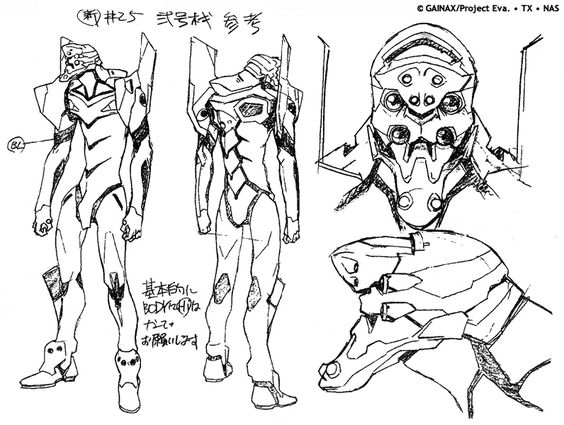 © GAINAX/Project Eva. • TX • NAS
新 #25 弐号機 参考
BL
基本的に
お願いします